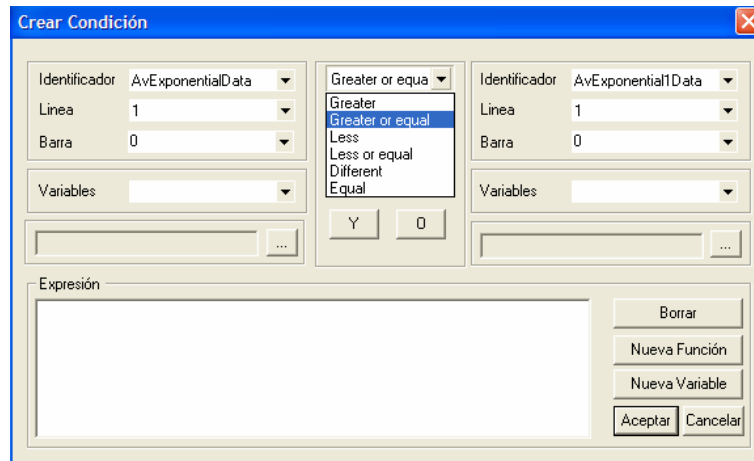 Crear Condición
Identificador AvExponentialData
Linea 1
Barra 0
Variables
...
Greater or equa
Greater
Greater or equal
Less
Less or equal
Different
Equal
Y O
Identificador AvExponential1Data
Linea 1
Barra 0
Variables
...
Expresión
Borrar
Nueva Función
Nueva Variable
Aceptar Cancelar